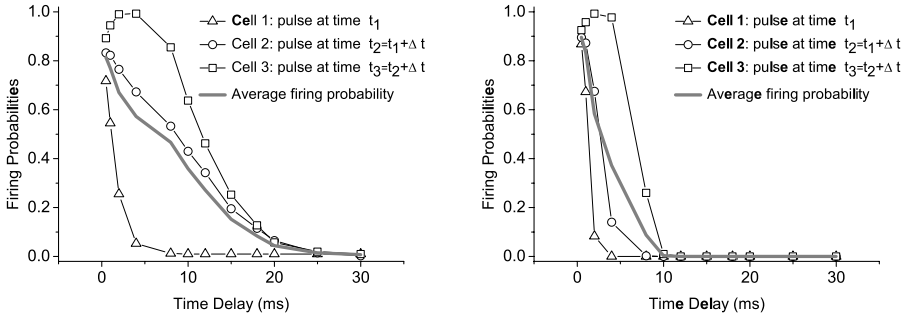 1.0
0.8
0.6
0.4
0.2
0.0
Firing Probabilities
0
10
20
30
Time Delay (ms)
Cell 1: pulse at time t1
Cell 2: pulse at time t2=t1+Δ t
Cell 3: pulse at time t3=t2+Δ t
Average firing probability
1.0
0.8
0.6
0.4
0.2
0.0
Firing Probabilities
0
10
20
30
Time Delay (ms)
Cell 1: pulse at time t1
Cell 2: pulse at time t2=t1+Δ t
Cell 3: pulse at time t3=t2+Δ t
Average firing probability